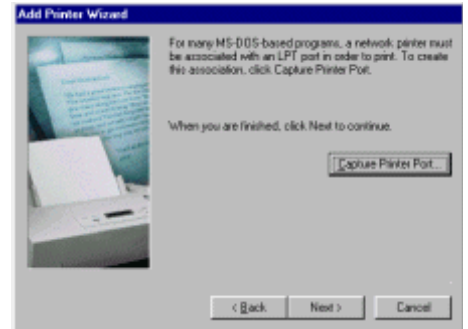 Add Printer Wizard
For many MS-DOS-based programs, a network printer must
be associated with an LPT port in order to print. To create
this association, click Capture Printer Port.
When you are finished, click Next to continue.
Capture Printer Port...
< Back
Next >
Cancel